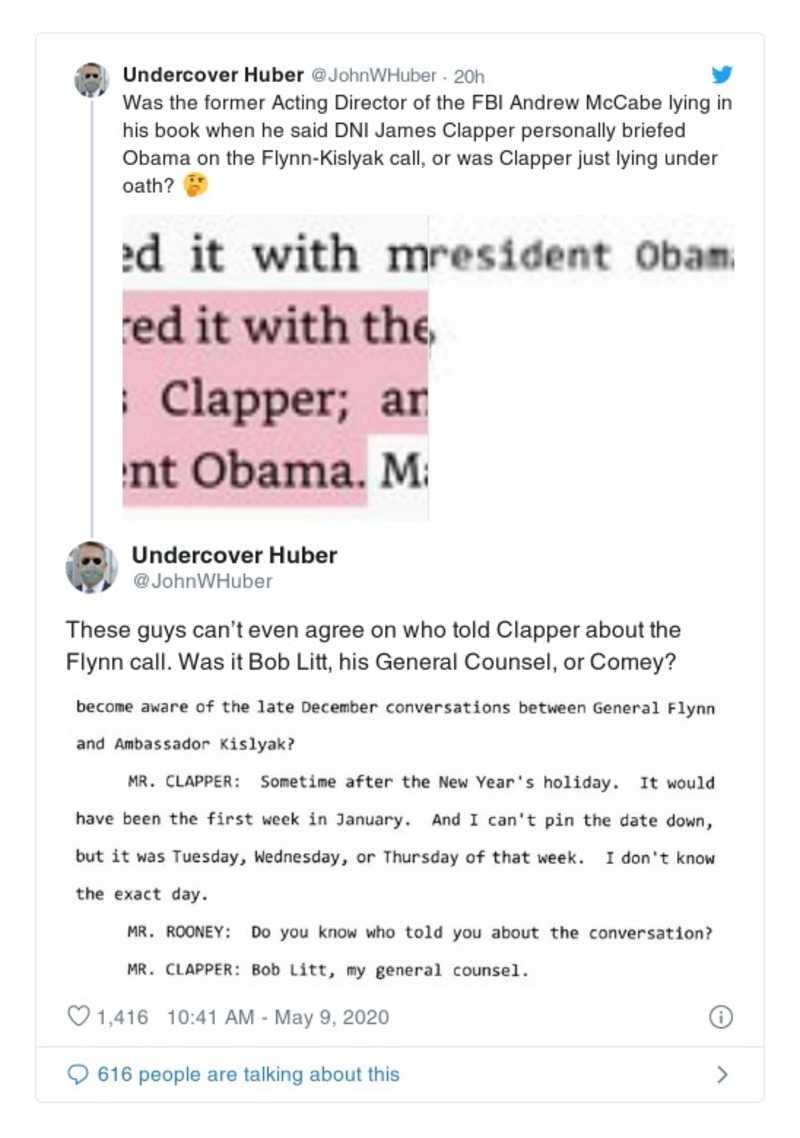 Undercover Huber @JohnWHuber · 20h
Was the former Acting Director of the FBI Andrew McCabe lying in
his book when he said DNI James Clapper personally briefed
Obama on the Flynn-Kislyak call, or was Clapper just lying under
oath? 🤔
ed it with m
red it with the
Clapper; an
ent Obama. Ma
resident Obama
Undercover Huber
@JohnWHuber
These guys can’t even agree on who told Clapper about the
Flynn call. Was it Bob Litt, his General Counsel, or Comey?
become aware of the late December conversations between General Flynn
and Ambassador Kislyak?
MR. CLAPPER: Sometime after the New Year's holiday. It would
have been the first week in January. And I can't pin the date down,
but it was Tuesday, Wednesday, or Thursday of that week. I don't know
the exact day.
MR. ROONEY: Do you know who told you about the conversation?
MR. CLAPPER: Bob Litt, my general counsel.
1,416 10:41 AM - May 9, 2020
616 people are talking about this